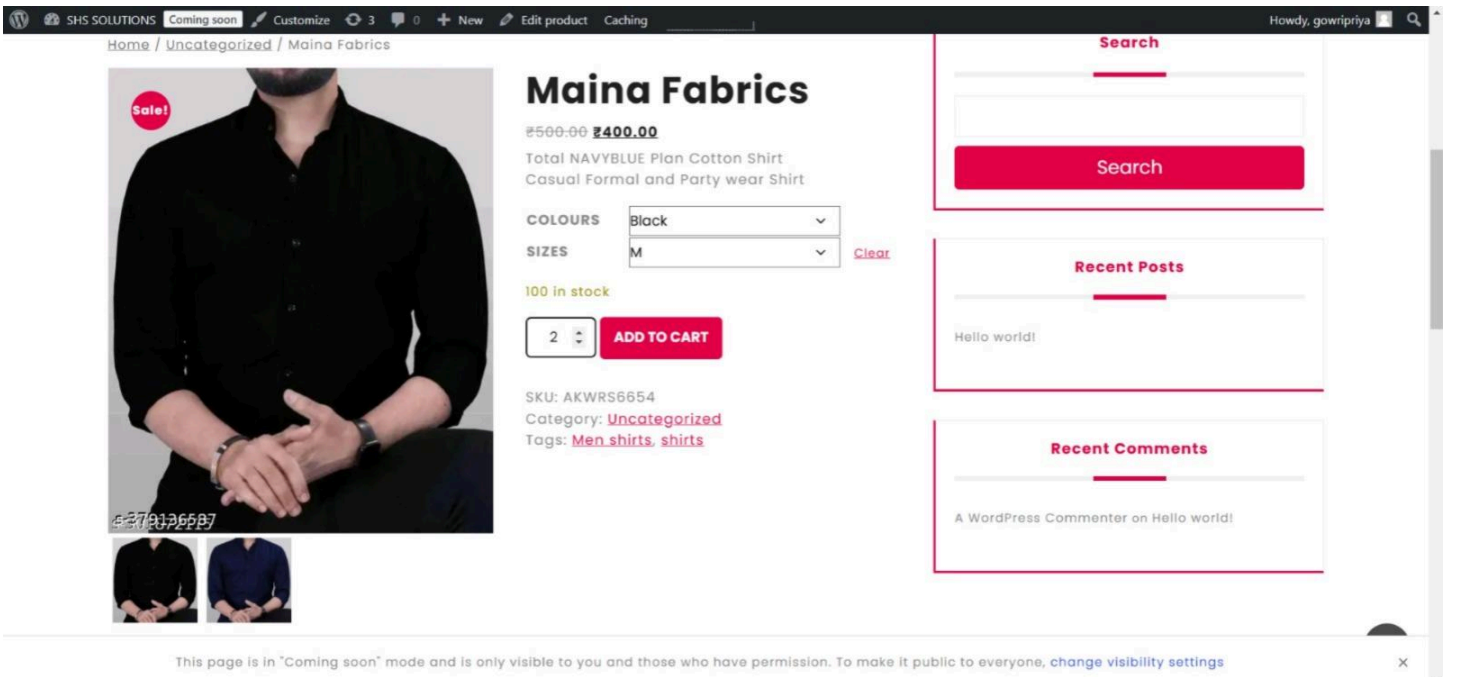 SHS SOLUTIONS Coming soon Customize 3 0 New Edit product Caching Howdy, gowripriya
Home / Uncategorized / Maina Fabrics
Sale!
Maina Fabrics
₹500.00 ₹400.00
Total NAVYBLUE Plan Cotton Shirt
Casual Formal and Party wear Shirt
COLOURS Black
SIZES M Clear
100 in stock
2 ADD TO CART
SKU: AKWRS6654
Category: Uncategorized
Tags: Men shirts, shirts
Search
Search
Recent Posts
Hello world!
Recent Comments
A WordPress Commenter on Hello world!
This page is in "Coming soon" mode and is only visible to you and those who have permission. To make it public to everyone, change visibility settings